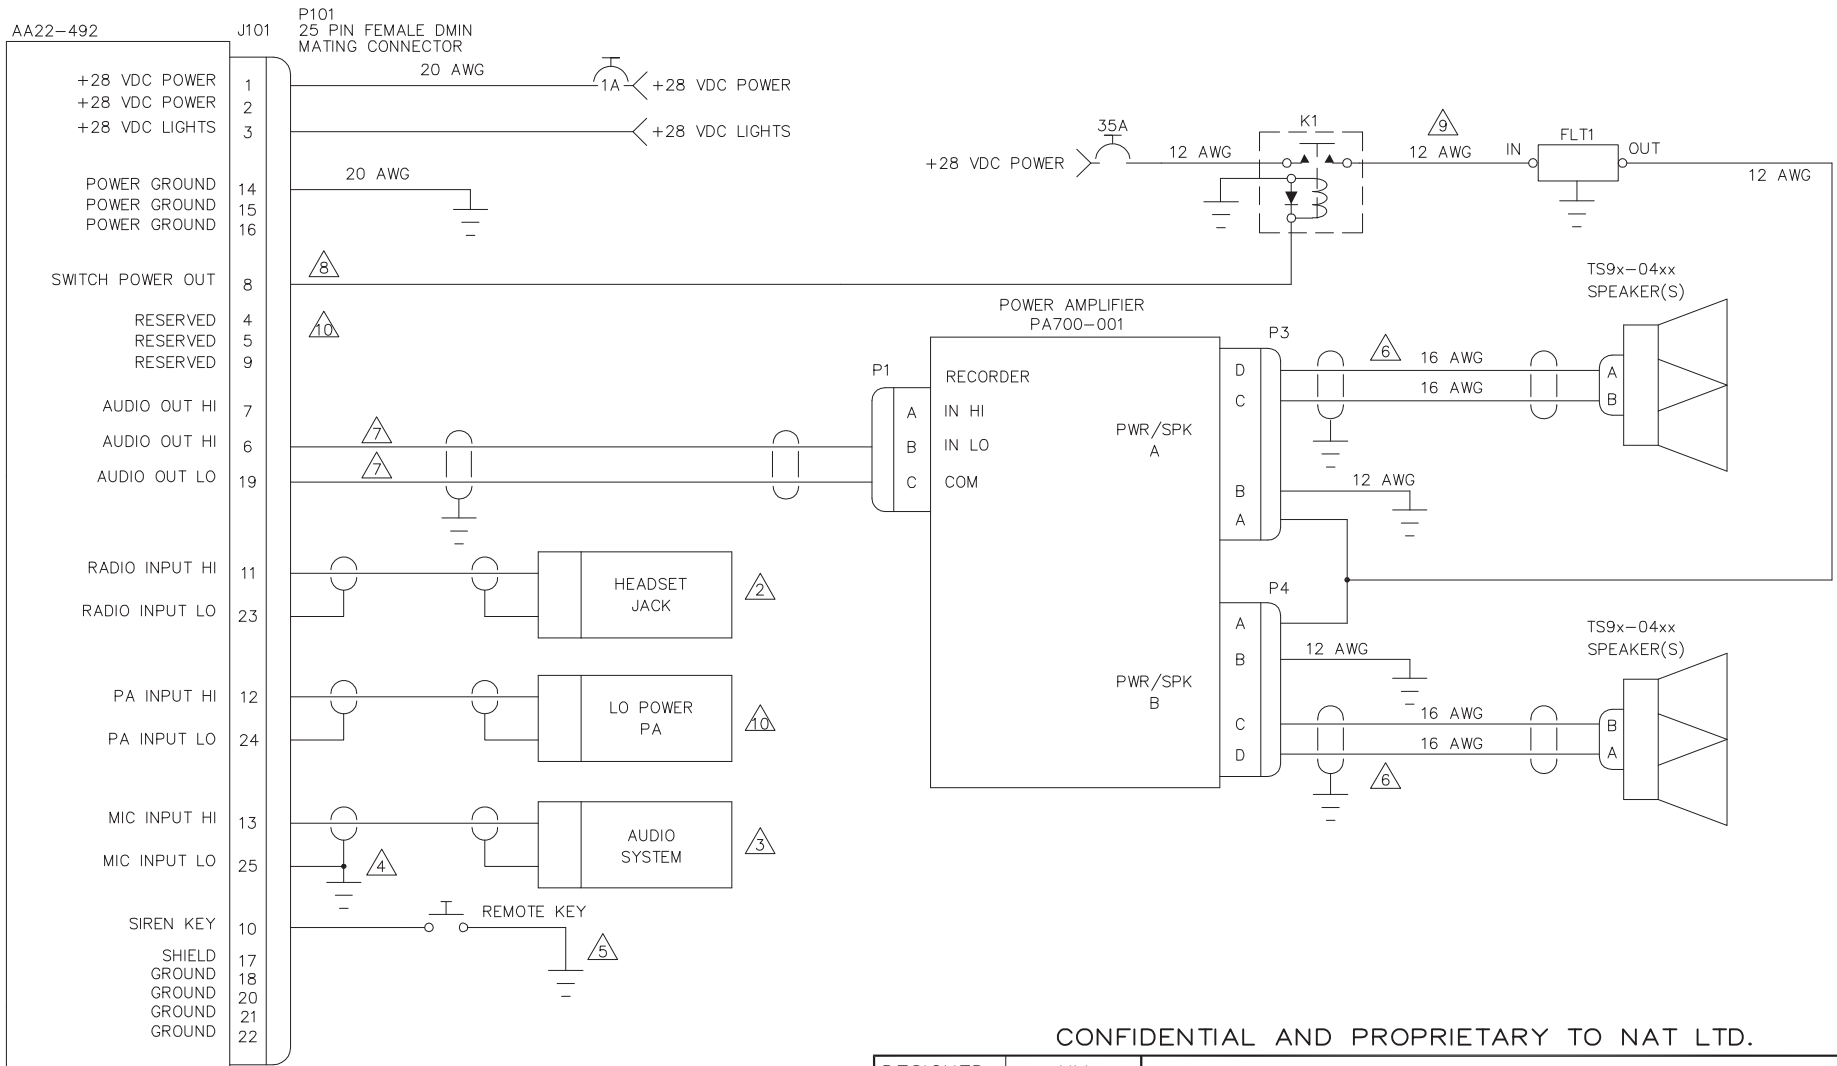 AA22-492
J101
P101
25 PIN FEMALE DMIN
MATING CONNECTOR
+28 VDC POWER 1
+28 VDC POWER 2
+28 VDC LIGHTS 3
20 AWG
1A
+28 VDC POWER
+28 VDC LIGHTS
POWER GROUND 14
POWER GROUND 15
POWER GROUND 16
20 AWG
SWITCH POWER OUT 8
8
RESERVED 4
RESERVED 5
RESERVED 9
10
AUDIO OUT HI 7
AUDIO OUT HI 6
AUDIO OUT LO 19
7
7
RADIO INPUT HI 11
RADIO INPUT LO 23
HEADSET
JACK
2
PA INPUT HI 12
PA INPUT LO 24
LO POWER
PA
10
MIC INPUT HI 13
MIC INPUT LO 25
4
AUDIO
SYSTEM
3
SIREN KEY 10
REMOTE KEY
5
SHIELD 17
GROUND 18
GROUND 20
GROUND 21
GROUND 22
+28 VDC POWER
35A
12 AWG
K1
9
12 AWG
IN
FLT1
OUT
12 AWG
POWER AMPLIFIER
PA700-001
P1
RECORDER
A IN HI
B IN LO
C COM
PWR/SPK
A
P3
D
C
B
A
6
16 AWG
16 AWG
12 AWG
TS9x-04xx
SPEAKER(S)
A
B
PWR/SPK
B
P4
A
B
C
D
12 AWG
16 AWG
16 AWG
6
TS9x-04xx
SPEAKER(S)
B
A
CONFIDENTIAL AND PROPRIETARY TO NAT LTD.